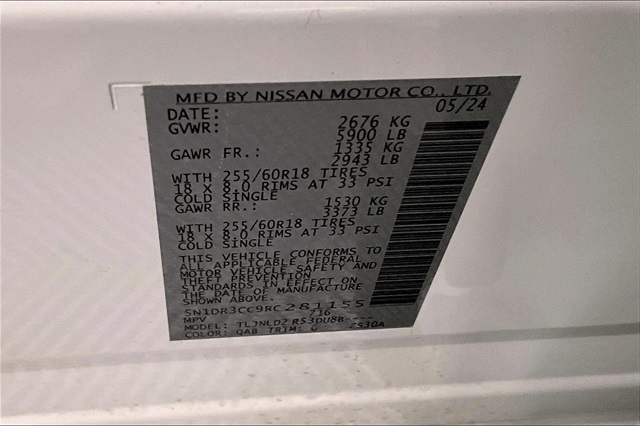 MFD BY NISSAN MOTOR CO., LTD.
DATE: 05/24
GVWR: 2676 KG
5900 LB
GAWR FR.: 1335 KG
2943 LB
WITH 255/60R18 TIRES
18 X 8.0 RIMS AT 33 PSI
COLD SINGLE
GAWR RR.: 1530 KG
3373 LB
WITH 255/60R18 TIRES
18 X 8.0 RIMS AT 33 PSI
COLD SINGLE
THIS VEHICLE CONFORMS TO
ALL APPLICABLE FEDERAL
MOTOR VEHICLE SAFETY AND
THEFT PREVENTION
STANDARDS IN EFFECT ON
THE DATE OF MANUFACTURE
SHOWN ABOVE.
5N1DR3CC9RC281155
MPV 716
MODEL:
COLOR: QAB TRIM: G